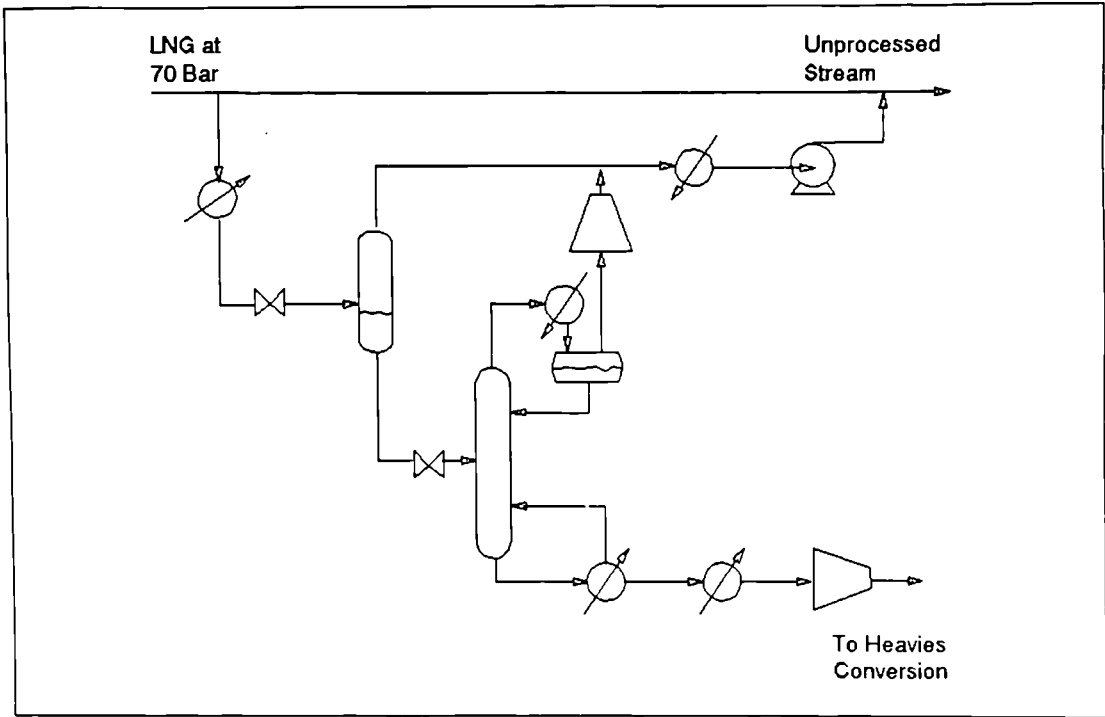 LNG at
70 Bar
Unprocessed
Stream
To Heavies
Conversion